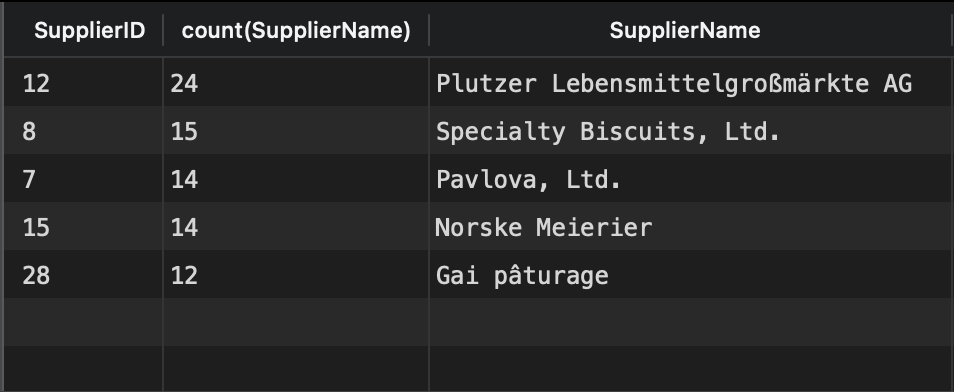 SupplierID count(SupplierName) SupplierName
12 24 Plutzer Lebensmittelgroßmärkte AG
8 15 Specialty Biscuits, Ltd.
7 14 Pavlova, Ltd.
15 14 Norske Meierier
28 12 Gai pâturage